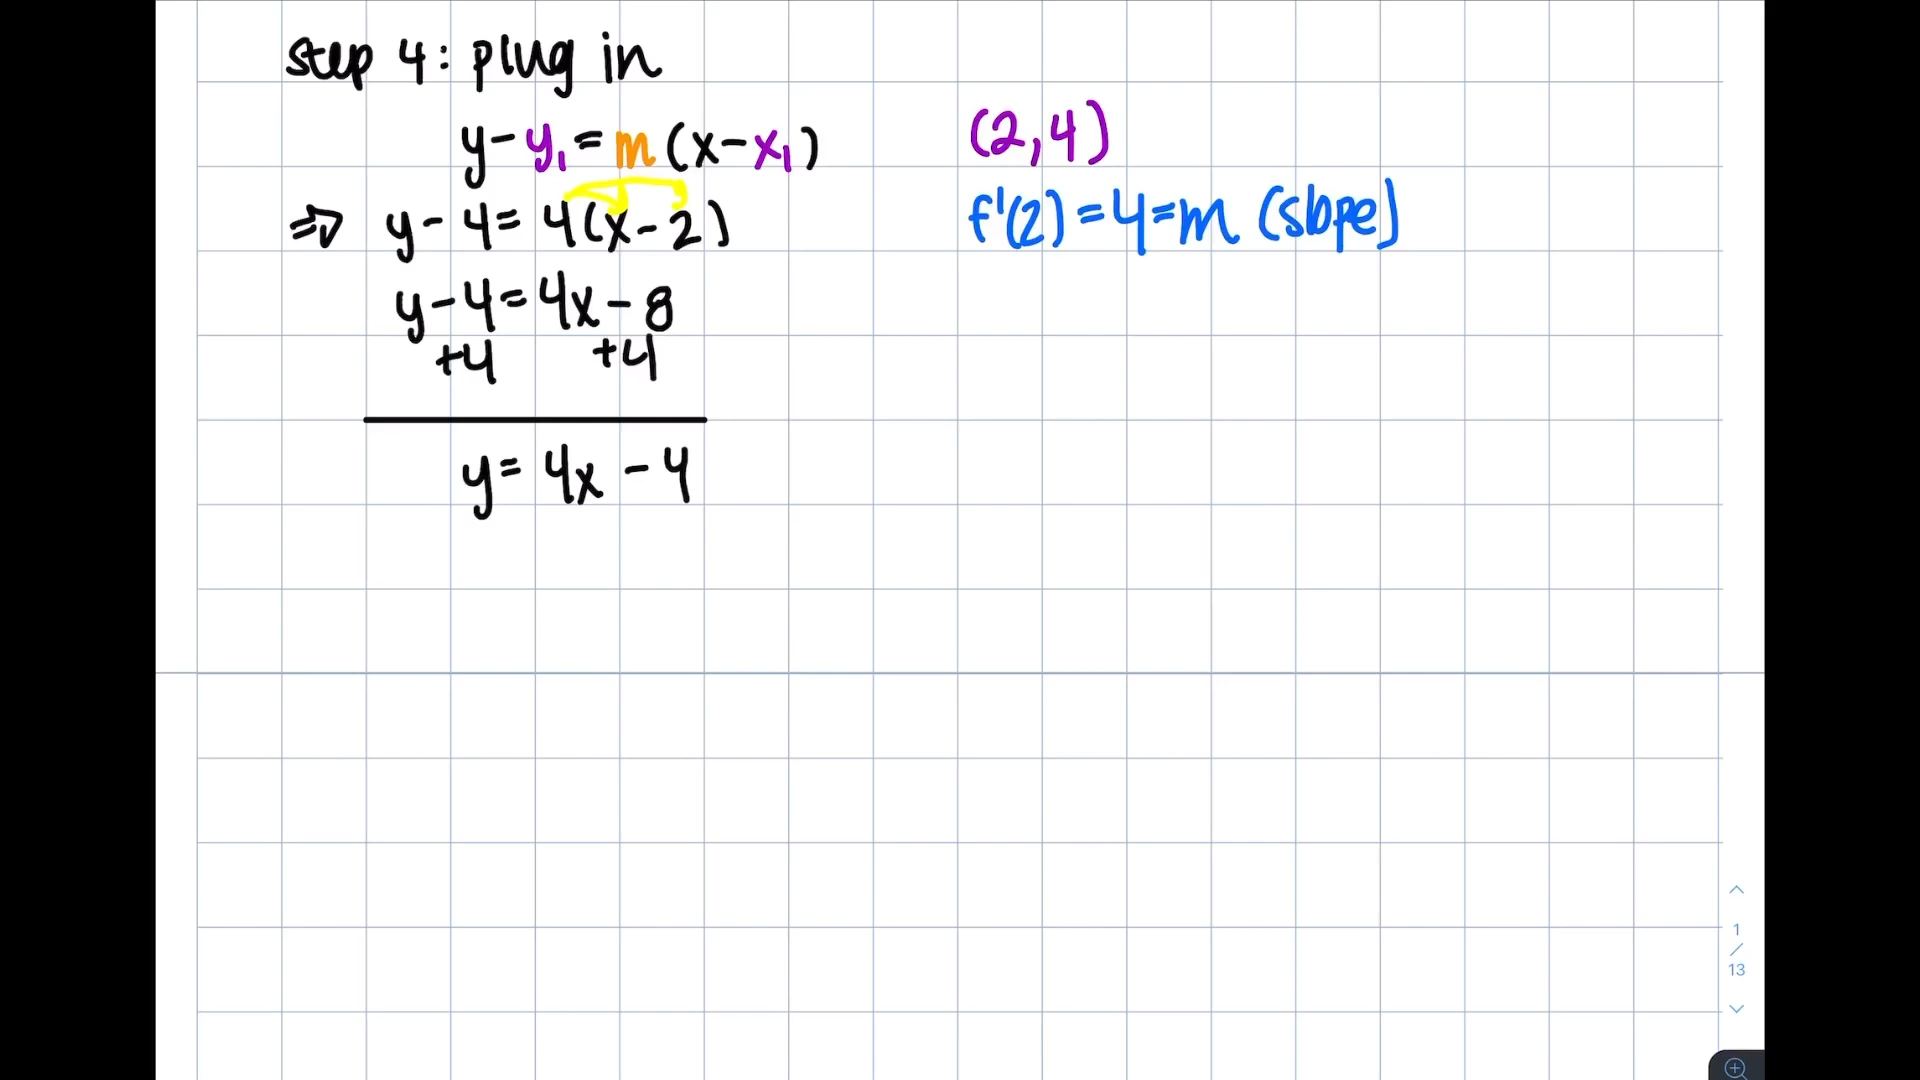 step 4: plug in
y - y₁ = m (x - x₁)
(2,4)
⇒ y - 4 = 4(x - 2)
f'(2) = 4 = m (slope)
y - 4 = 4x - 8
+4 +4
y = 4x - 4
1
/
13